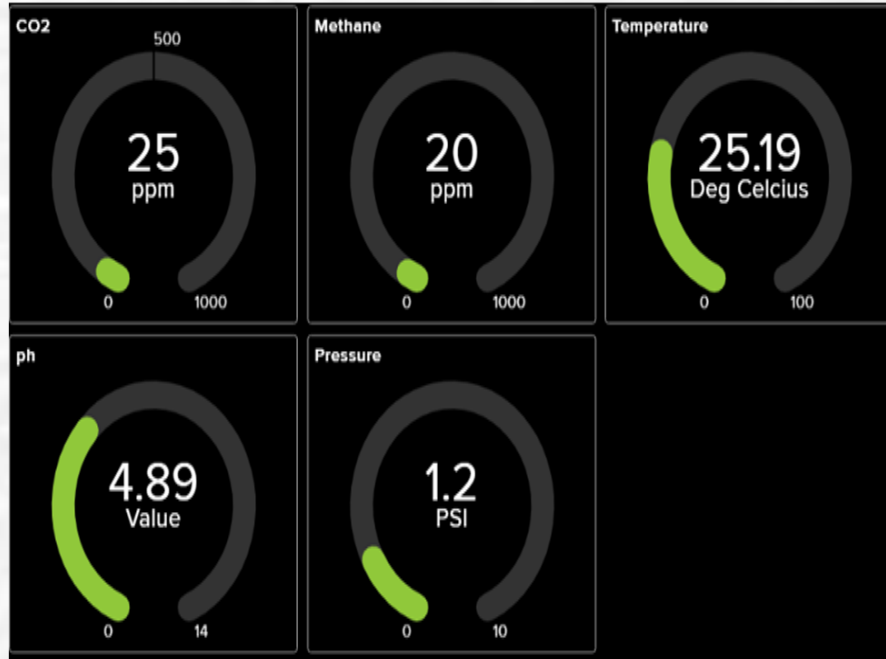 CO2
500
25
ppm
0
1000
Methane
20
ppm
0
1000
Temperature
25.19
Deg Celcius
0
100
ph
4.89
Value
0
14
Pressure
1.2
PSI
0
10